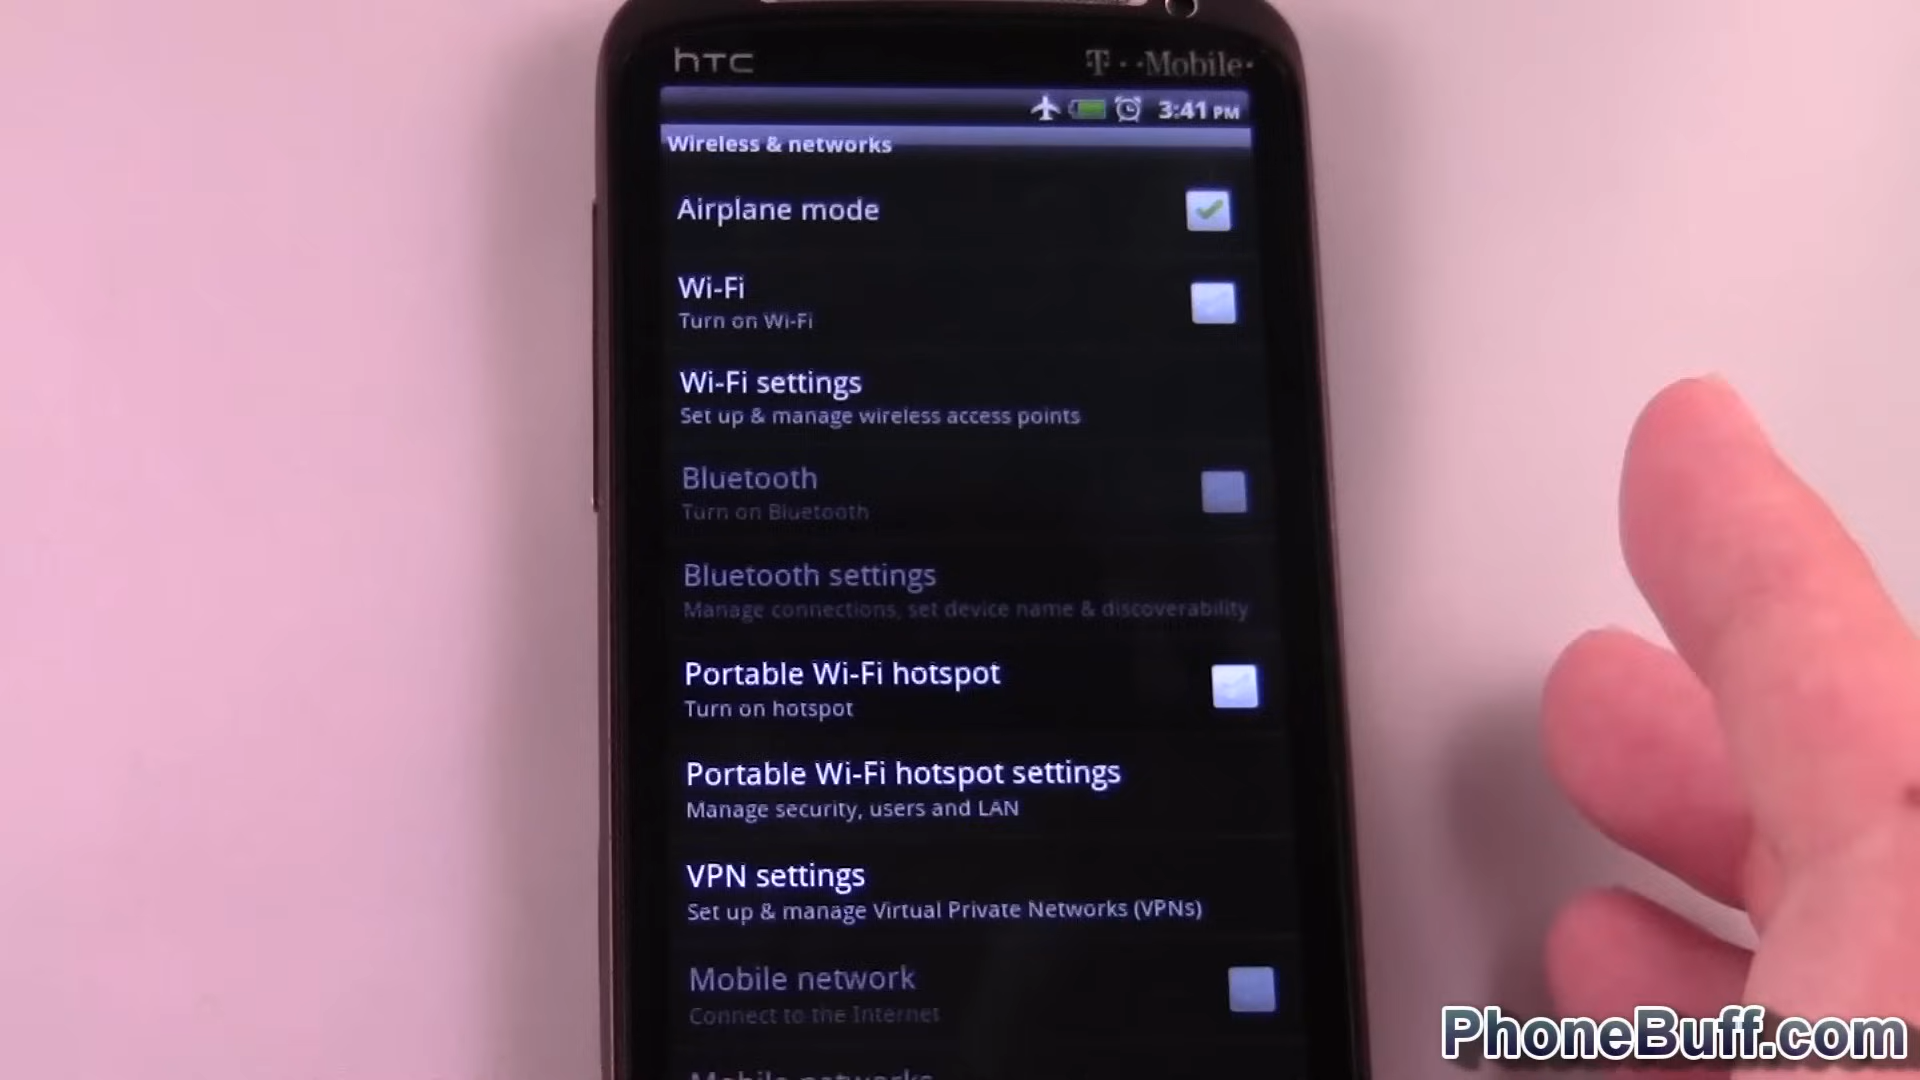 hTC T··Mobile·
3:41 PM
Wireless & networks
Airplane mode
Wi-Fi
Turn on Wi-Fi
Wi-Fi settings
Set up & manage wireless access points
Bluetooth
Turn on Bluetooth
Bluetooth settings
Manage connections, set device name & discoverability
Portable Wi-Fi hotspot
Turn on hotspot
Portable Wi-Fi hotspot settings
Manage security, users and LAN
VPN settings
Set up & manage Virtual Private Networks (VPNs)
Mobile network
Connect to the Internet
Mobile networks
PhoneBuff.com